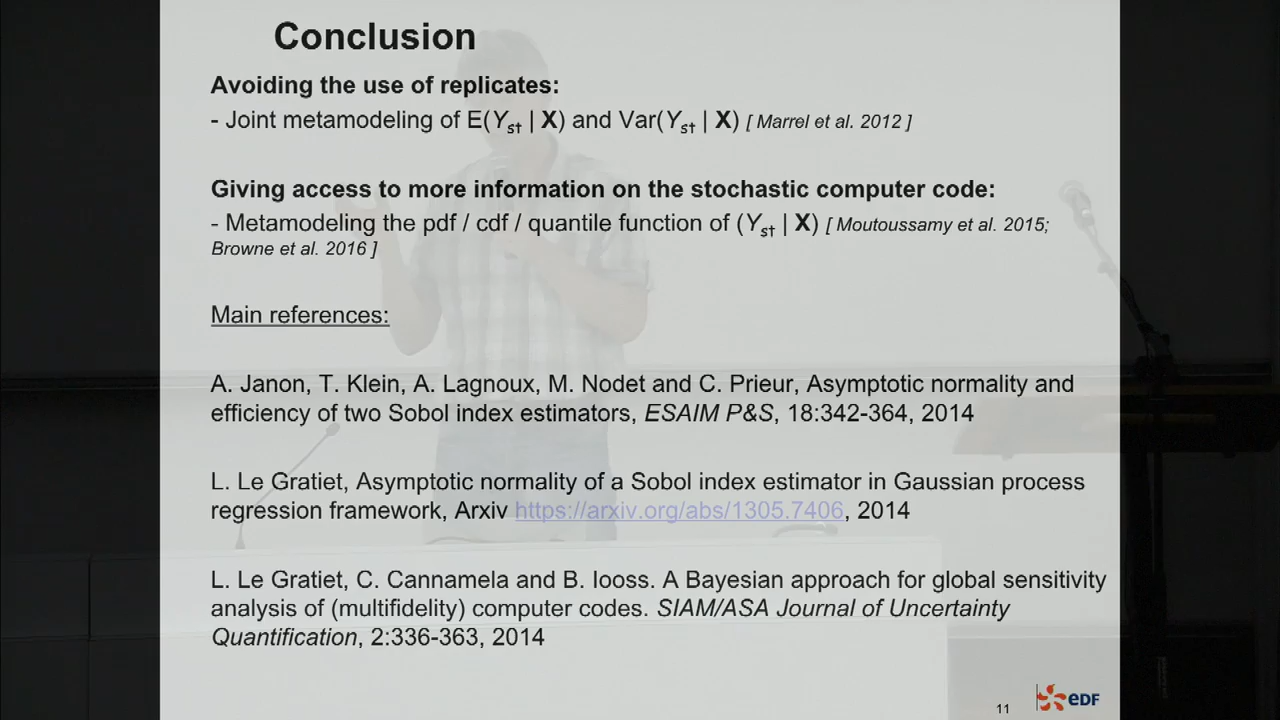 Conclusion
Avoiding the use of replicates:
- Joint metamodeling of E(Yst | X) and Var(Yst | X) [ Marrel et al. 2012 ]
Giving access to more information on the stochastic computer code:
- Metamodeling the pdf / cdf / quantile function of (Yst | X) [ Moutoussamy et al. 2015;
Browne et al. 2016 ]
Main references:
A. Janon, T. Klein, A. Lagnoux, M. Nodet and C. Prieur, Asymptotic normality and
efficiency of two Sobol index estimators, ESAIM P&S, 18:342-364, 2014
L. Le Gratiet, Asymptotic normality of a Sobol index estimator in Gaussian process
regression framework, Arxiv https://arxiv.org/abs/1305.7406, 2014
L. Le Gratiet, C. Cannamela and B. Iooss. A Bayesian approach for global sensitivity
analysis of (multifidelity) computer codes. SIAM/ASA Journal of Uncertainty
Quantification, 2:336-363, 2014
11
eDF